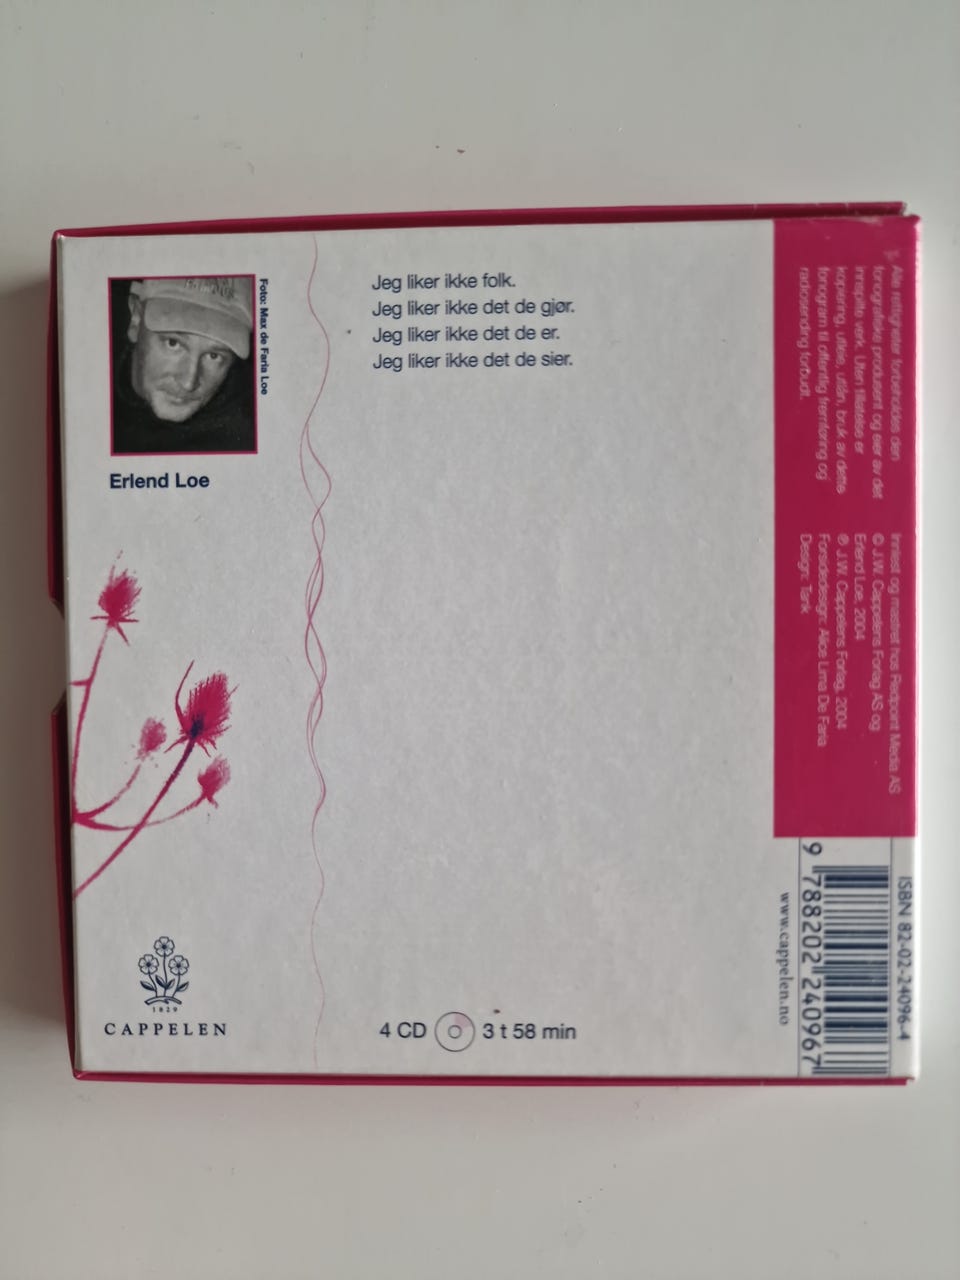 Foto: Max de Faria Loe
Erlend Loe
Jeg liker ikke folk.
Jeg liker ikke det de gjør.
Jeg liker ikke det de er.
Jeg liker ikke det de sier.
1829
CAPPELEN
4 CD 3 t 58 min
Alle rettigheter forbeholdes den
fonografiske produsent og eier av det
innspilte verk. Uten tillatelse er
kopiering, utleie, utlån, bruk av dette
fonogram til offentlig fremføring og
radiosending forbudt.
Innlest og mastret hos Redpoint Media AS
© J.W. Cappelens Forlag AS og
Erlend Loe, 2004
℗ J.W. Cappelens Forlag, 2004
Forsidedesign: Alice Lima De Faria
Design: Tank
ISBN 82-02-24096-4
9 788202 240967
www.cappelen.no